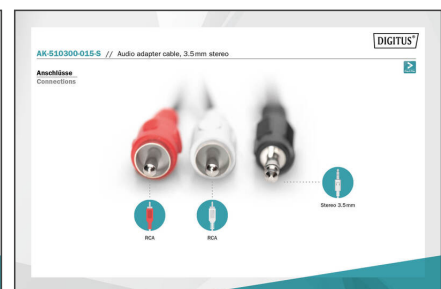 DIGITUS®
AK-510300-015-S // Audio adapter cable, 3.5mm stereo
Anschlüsse
Connections
Stereo 3.5mm
RCA
RCA